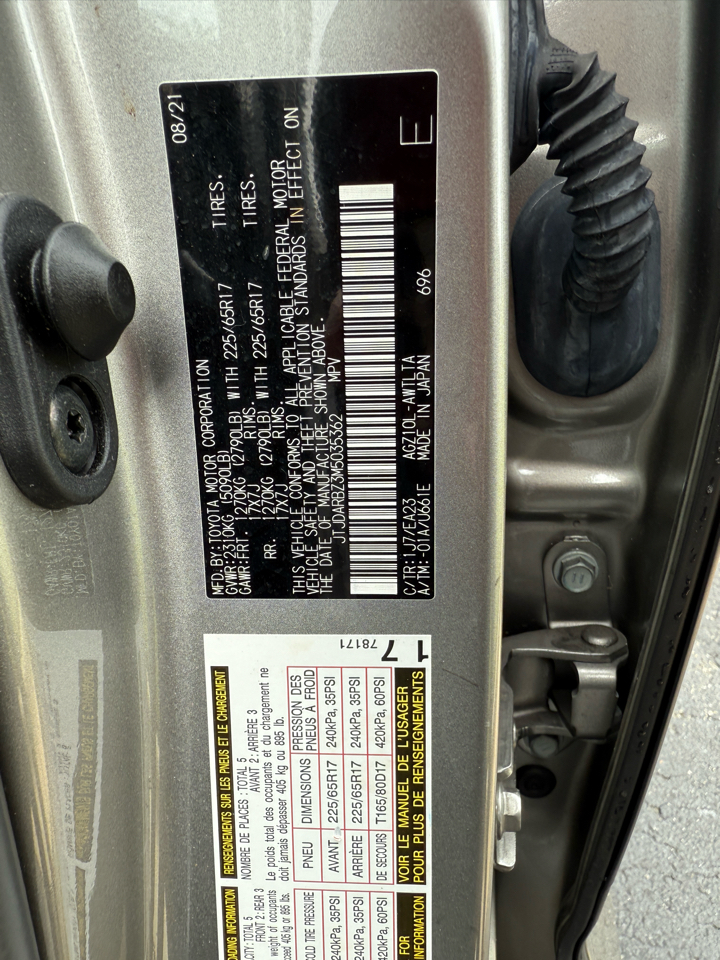 MFD.BY:TOYOTA MOTOR CORPORATION 08/21
GVWR:2310KG (5090LB)
GAWR:FRT. 1270KG (2790LB) WITH 225/65R17 TIRES.
17X7J RIMS.
RR. 1270KG (2790LB) WITH 225/65R17 TIRES.
17X7J RIMS.
THIS VEHICLE CONFORMS TO ALL APPLICABLE FEDERAL MOTOR
VEHICLE SAFETY AND THEFT PREVENTION STANDARDS IN EFFECT ON
THE DATE OF MANUFACTURE SHOWN ABOVE.
JTJDARBZ3M5035362 MPV
C/TR:1J7/EA23 AGZ10L-AWTLTA 696 E
A/TM:-01A/U661E MADE IN JAPAN
RENSEIGNEMENTS SUR LES PNEUS ET LE CHARGEMENT
NOMBRE DE PLACES : TOTAL 5
AVANT 2 : ARRIÈRE 3
Le poids total des occupants et du chargement ne
doit jamais dépasser 405 kg ou 895 lb.
PNEU DIMENSIONS PRESSION DES
PNEUS À FROID
AVANT 225/65R17 240kPa, 35PSI
ARRIÈRE 225/65R17 240kPa, 35PSI
DE SECOURS T165/80D17 420kPa, 60PSI
VOIR LE MANUEL DE L'USAGER
POUR PLUS DE RENSEIGNEMENTS
17
78171
OADING INFORMATION
CITY: TOTAL 5
FRONT 2: REAR 3
weight of occupants
xceed 405 kg or 895 lbs.
OLD TIRE PRESSURE
240kPa, 35PSI
240kPa, 35PSI
420kPa, 60PSI
FOR
INFORMATION